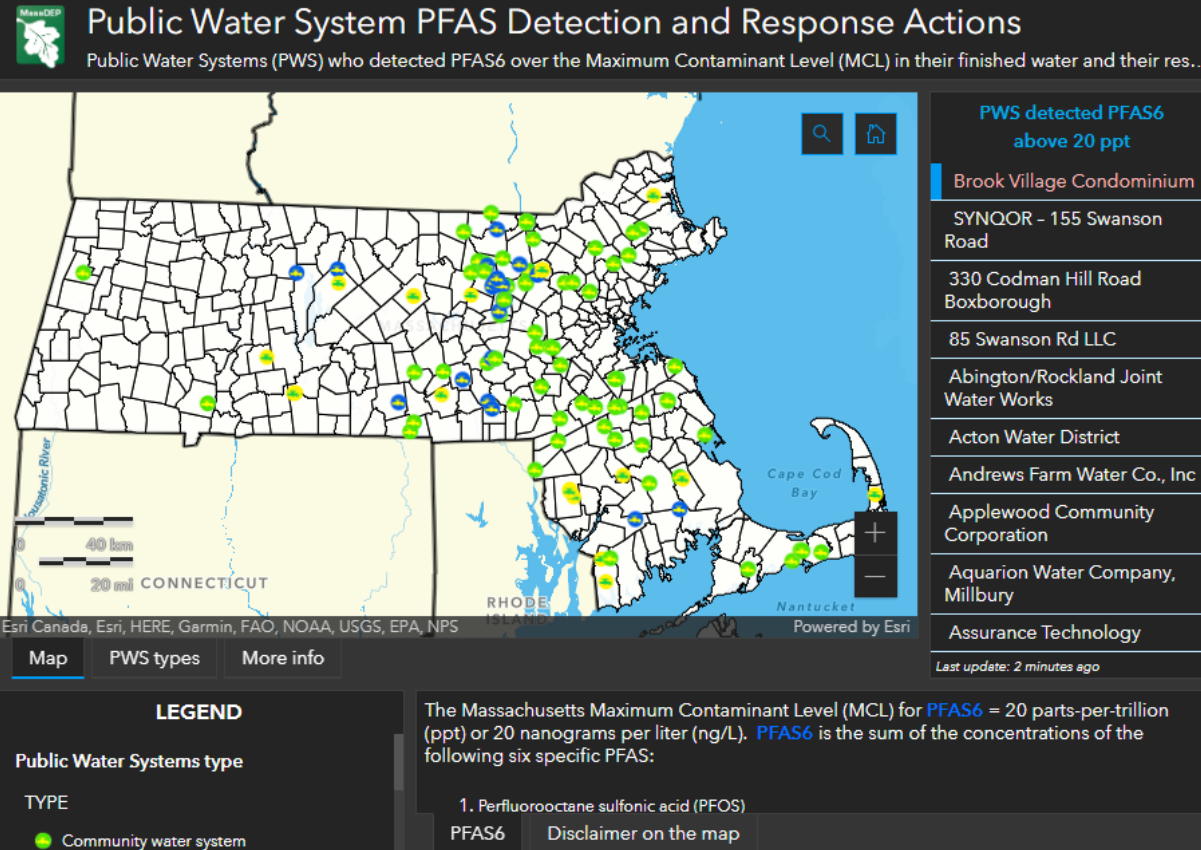 MassDEP
Public Water System PFAS Detection and Response Actions
Public Water Systems (PWS) who detected PFAS6 over the Maximum Contaminant Level (MCL) in their finished water and their res...
PWS detected PFAS6
above 20 ppt
Brook Village Condominium
SYNQOR – 155 Swanson
Road
330 Codman Hill Road
Boxborough
85 Swanson Rd LLC
Abington/Rockland Joint
Water Works
Acton Water District
Andrews Farm Water Co., Inc
Applewood Community
Corporation
Aquarion Water Company,
Millbury
Assurance Technology
Last update: 2 minutes ago
Cape Cod
Bay
ousatonic River
0 40 km
0 20 mi
CONNECTICUT
RHODE
ISLAND
Nantucket
+
−
Esri Canada, Esri, HERE, Garmin, FAO, NOAA, USGS, EPA, NPS
Powered by Esri
Map PWS types More info
LEGEND
Public Water Systems type
TYPE
Community water system
The Massachusetts Maximum Contaminant Level (MCL) for PFAS6 = 20 parts-per-trillion
(ppt) or 20 nanograms per liter (ng/L). PFAS6 is the sum of the concentrations of the
following six specific PFAS:
1. Perfluorooctane sulfonic acid (PFOS)
PFAS6 Disclaimer on the map